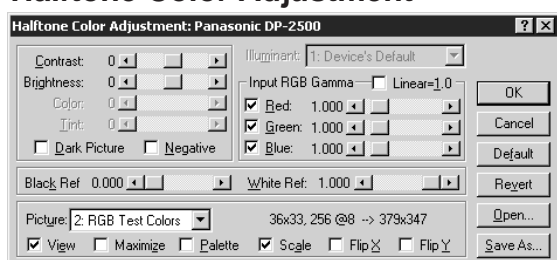 Halftone Color Adjustment: Panasonic DP-2500
Contrast: 0
Brightness: 0
Color: 0
Tint: 0
Dark Picture Negative
Illuminant: 1: Device's Default
Input RGB Gamma Linear=1.0
Red: 1.000
Green: 1.000
Blue: 1.000
Black Ref 0.000 White Ref: 1.000
Picture: 2: RGB Test Colors 36x33, 256 @8 --> 379x347
View Maximize Palette Scale Flip X Flip Y
OK
Cancel
Default
Revert
Open...
Save As...